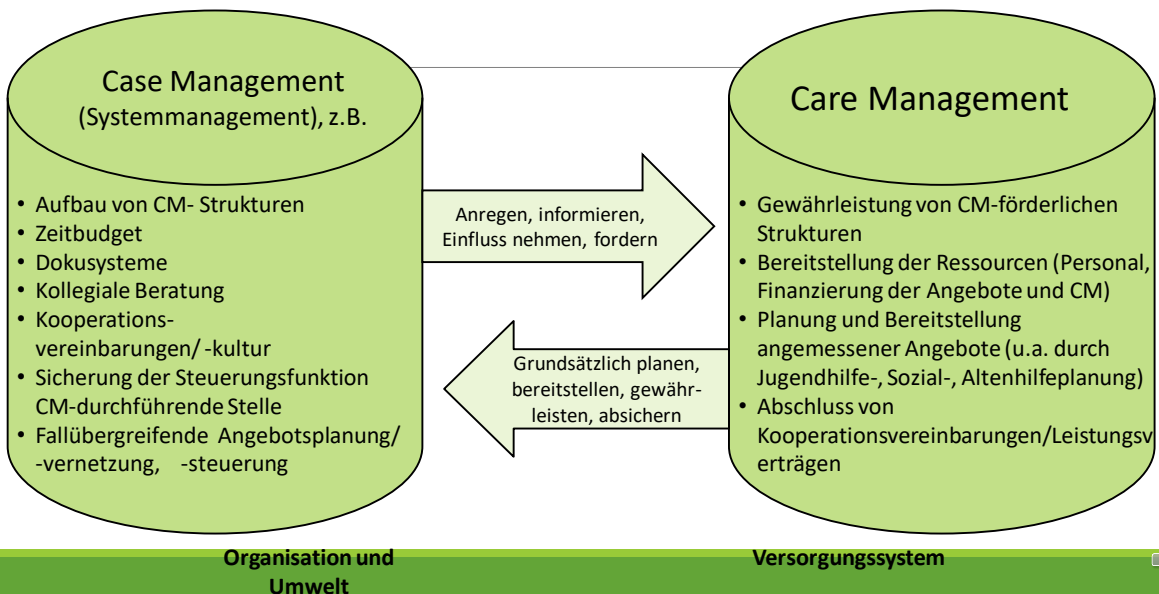 Case Management
(Systemmanagement), z.B.
• Aufbau von CM- Strukturen
• Zeitbudget
• Dokusysteme
• Kollegiale Beratung
• Kooperations-
vereinbarungen/ -kultur
• Sicherung der Steuerungsfunktion
CM-durchführende Stelle
• Fallübergreifende Angebotsplanung/
-vernetzung, -steuerung
Anregen, informieren,
Einfluss nehmen, fordern
Grundsätzlich planen,
bereitstellen, gewähr-
leisten, absichern
Care Management
• Gewährleistung von CM-förderlichen
Strukturen
• Bereitstellung der Ressourcen (Personal,
Finanzierung der Angebote und CM)
• Planung und Bereitstellung
angemessener Angebote (u.a. durch
Jugendhilfe-, Sozial-, Altenhilfeplanung)
• Abschluss von
Kooperationsvereinbarungen/Leistungsv
erträgen
Organisation und
Umwelt
Versorgungssystem